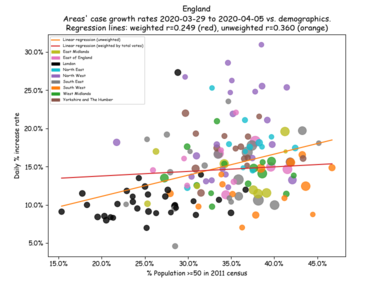 England
Areas' case growth rates 2020-03-29 to 2020-04-05 vs. demographics.
Regression lines: weighted r=0.249 (red), unweighted r=0.360 (orange)
Linear regression (unweighted)
Linear regression (weighted by total cases)
East Midlands
East of England
London
North East
North West
South East
South West
West Midlands
Yorkshire and The Humber
30.0%
25.0%
20.0%
15.0%
10.0%
5.0%
Daily % increase rate
15.0% 20.0% 25.0% 30.0% 35.0% 40.0% 45.0%
% Population >=50 in 2011 census